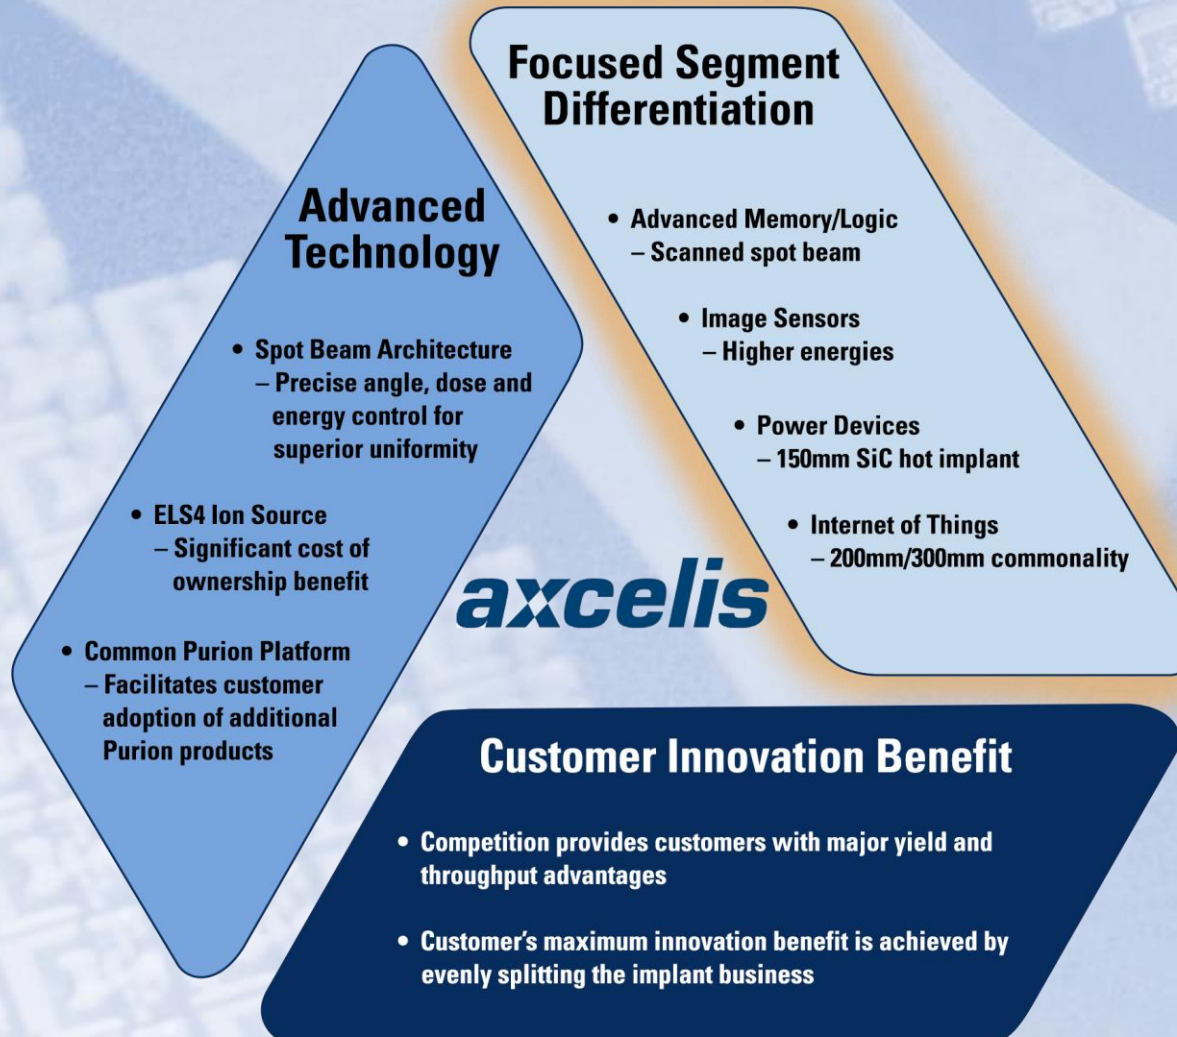 Focused Segment
Differentiation
• Advanced Memory/Logic
– Scanned spot beam
• Image Sensors
– Higher energies
• Power Devices
– 150mm SiC hot implant
• Internet of Things
– 200mm/300mm commonality
Advanced
Technology
• Spot Beam Architecture
– Precise angle, dose and
energy control for
superior uniformity
• ELS4 Ion Source
– Significant cost of
ownership benefit
• Common Purion Platform
– Facilitates customer
adoption of additional
Purion products
axcelis
Customer Innovation Benefit
• Competition provides customers with major yield and
throughput advantages
• Customer's maximum innovation benefit is achieved by
evenly splitting the implant business